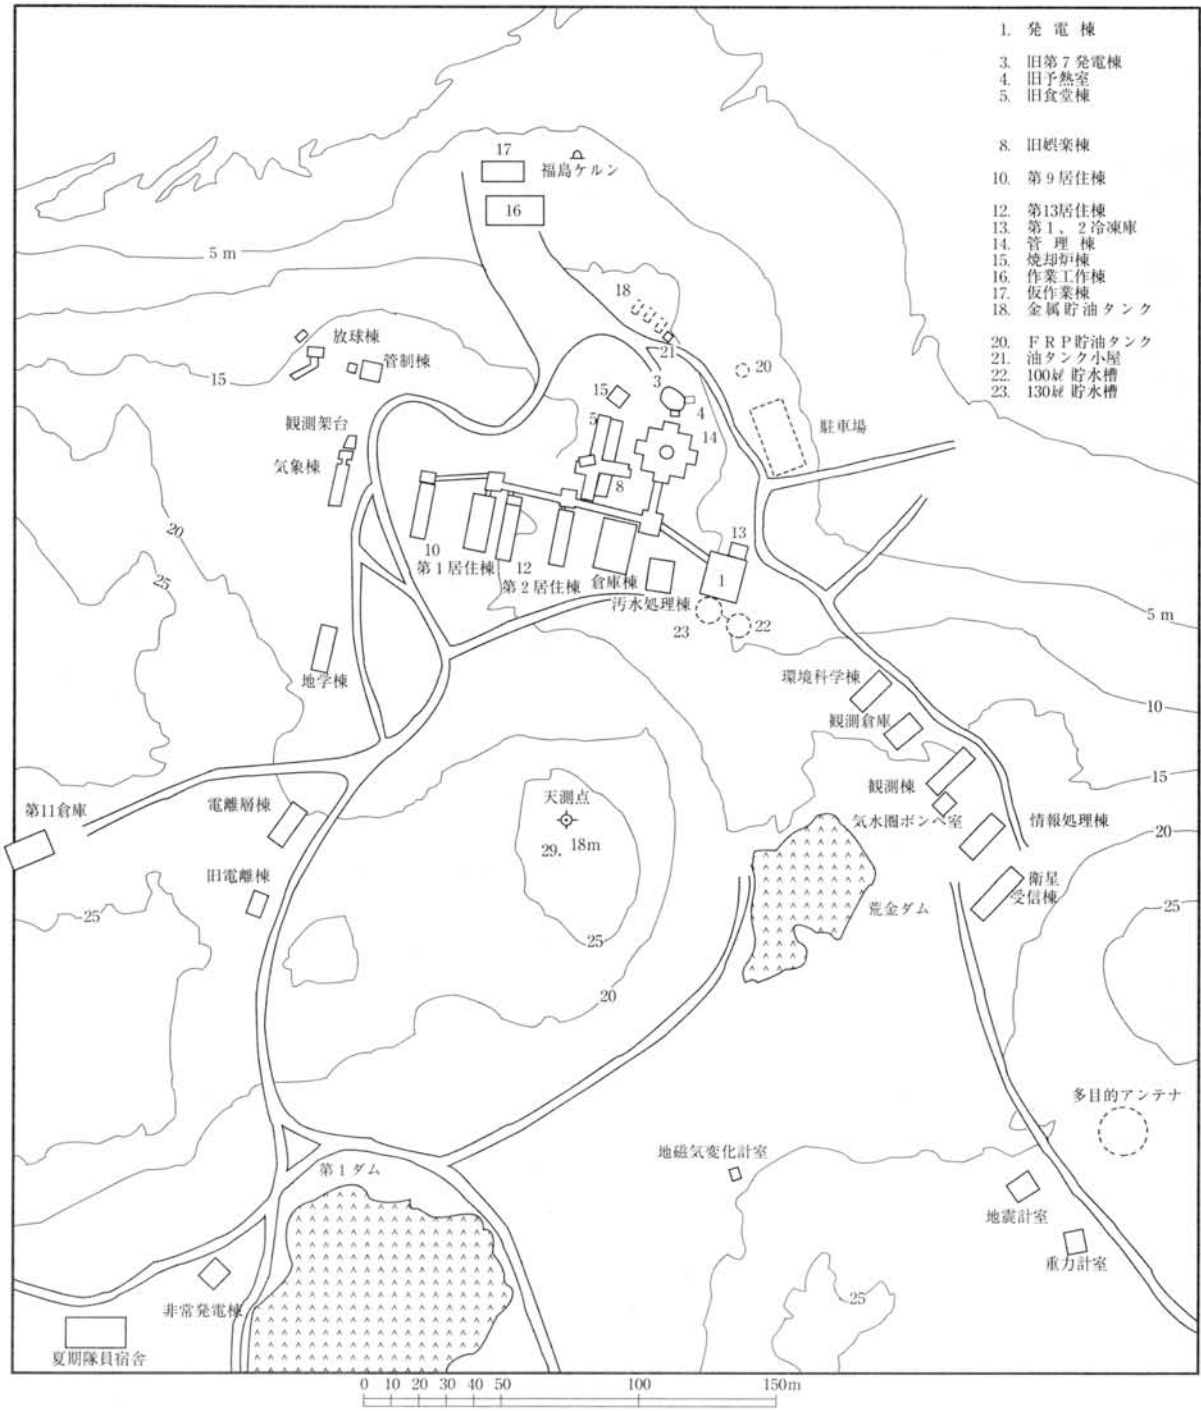 1. 発電棟
3. 旧第7発電棟
4. 旧予熱室
5. 旧食堂棟
8. 旧娯楽棟
10. 第9居住棟
12. 第13居住棟
13. 第1、2冷凍庫
14. 管理棟
15. 焼却炉棟
16. 作業工作棟
17. 仮作業棟
18. 金属貯油タンク
20. FRP貯油タンク
21. 油タンク小屋
22. 100㎘貯水槽
23. 130㎘貯水槽
17
福島ケルン
16
5 m
18
放球棟
21
管制棟
20
15
3
15
4
観測架台
5
14
駐車場
気象棟
8
20
13
10
第1居住棟
12
第2居住棟
倉庫棟
1
25
汚水処理棟
23
22
5 m
環境科学棟
地学棟
10
観測倉庫
15
観測棟
天測点
第11倉庫
電離層棟
気水圏ボンベ室
情報処理棟
20
29. 18m
旧電離棟
衛星
受信棟
荒金ダム
25
25
25
20
多目的アンテナ
地磁気変化計室
第1ダム
地震計室
重力計室
25
非常発電棟
夏期隊員宿舎
0 10 20 30 40 50 100 150m